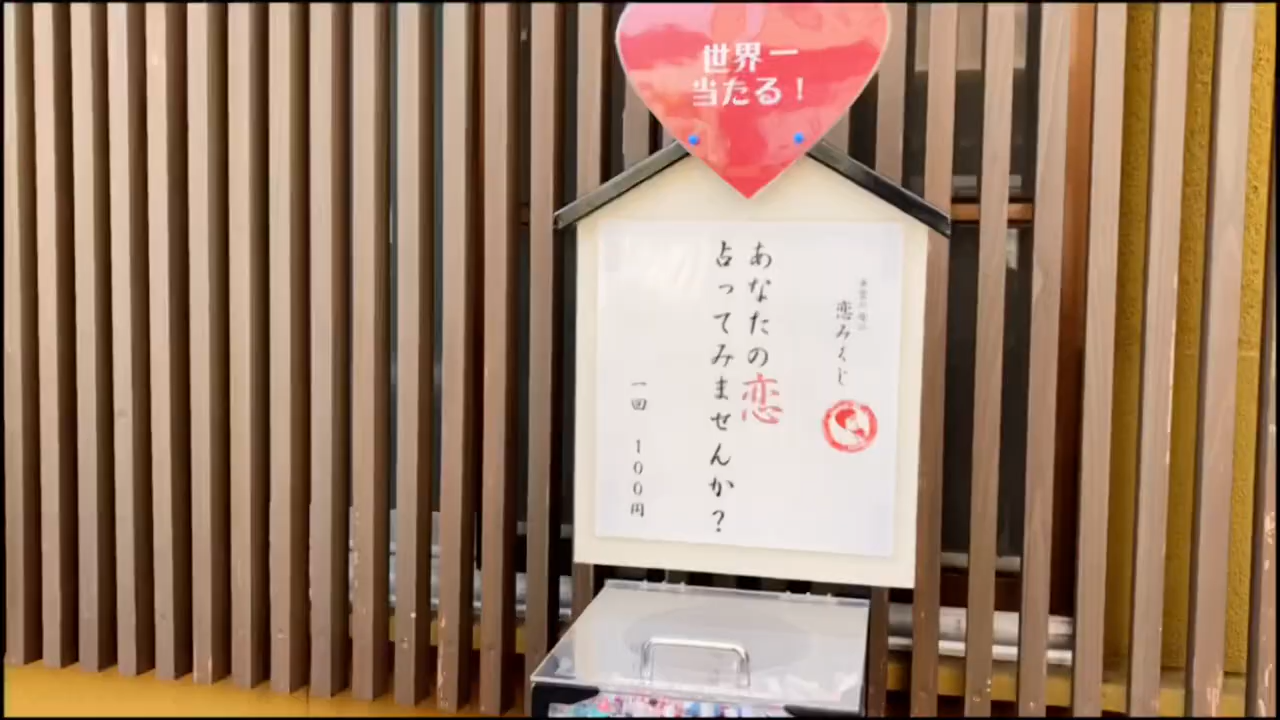 世界一
当たる！
恋みくじ
あなたの恋
占ってみませんか？
一回　１００円